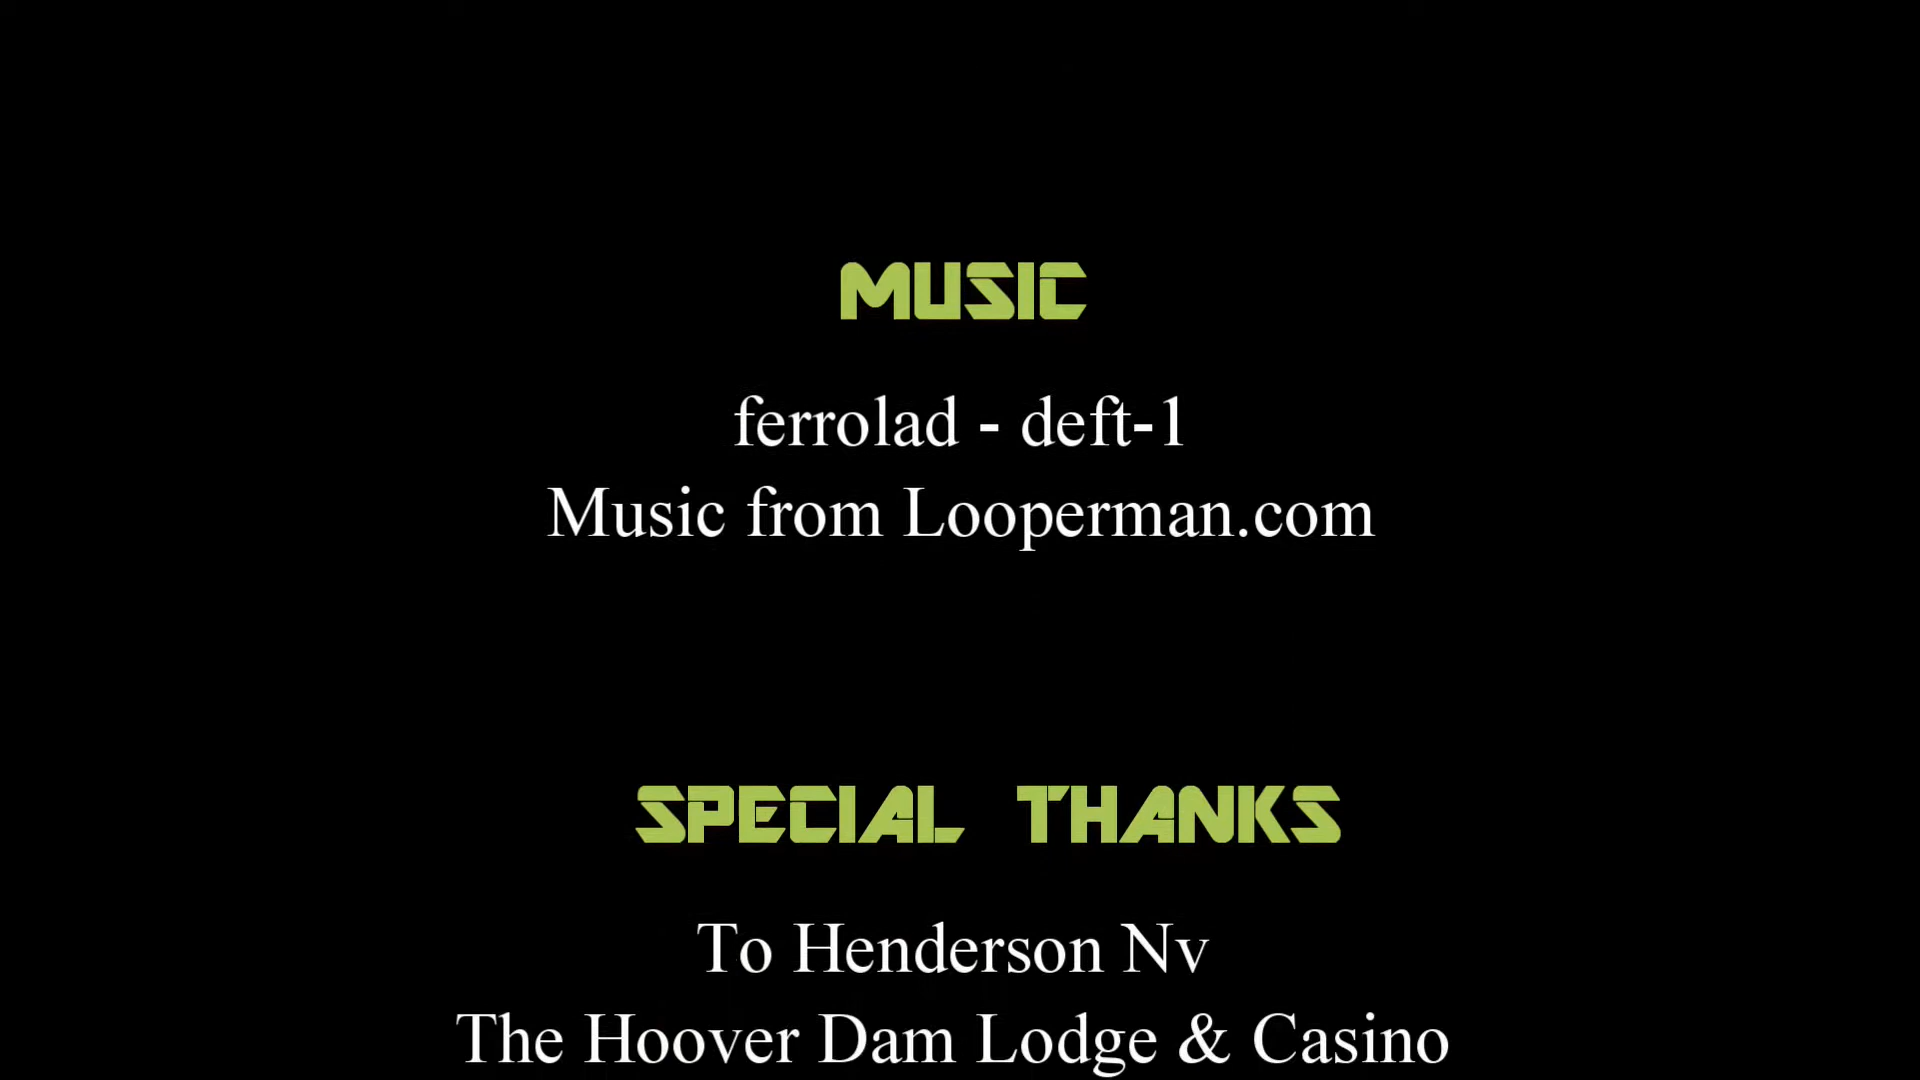 MUSIC
ferrolad - deft-1
Music from Looperman.com
SPECIAL THANKS
To Henderson Nv
The Hoover Dam Lodge & Casino